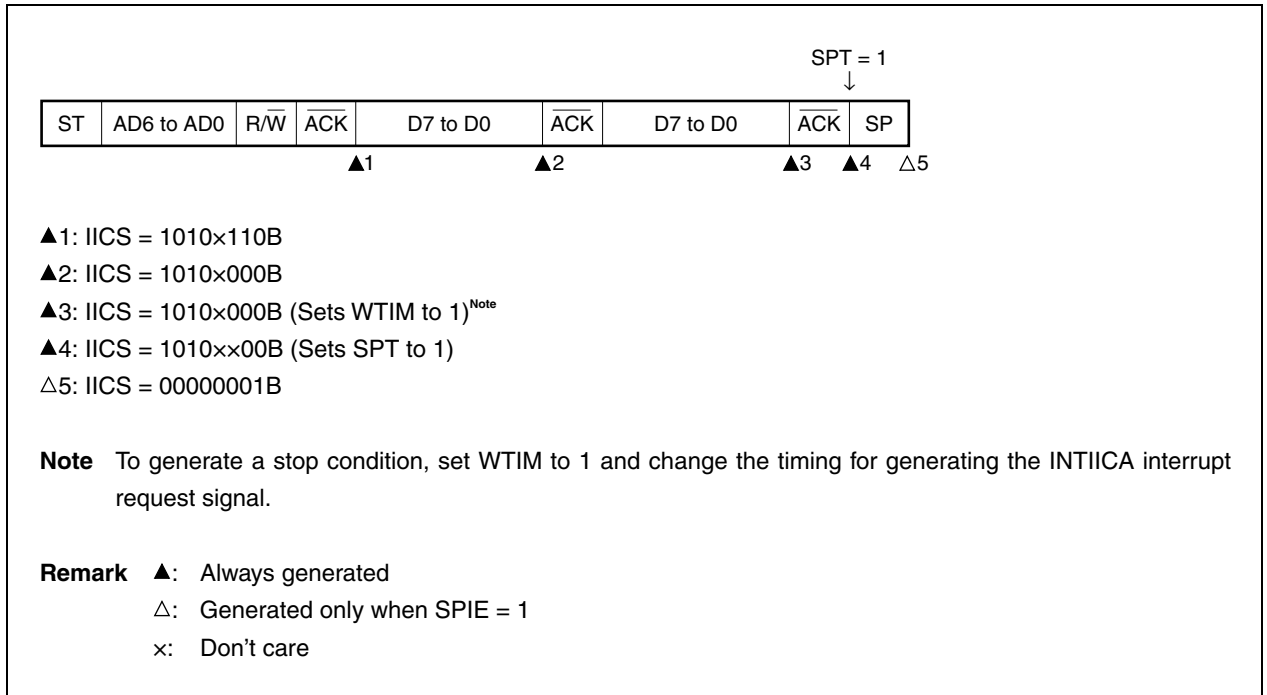 SPT = 1
↓
ST AD6 to AD0 R/W̅ A̅C̅K̅ D7 to D0 A̅C̅K̅ D7 to D0 A̅C̅K̅ SP
▲1 ▲2 ▲3 ▲4 △5
▲1: IICS = 1010×110B
▲2: IICS = 1010×000B
▲3: IICS = 1010×000B (Sets WTIM to 1)Note
▲4: IICS = 1010××00B (Sets SPT to 1)
△5: IICS = 00000001B
Note To generate a stop condition, set WTIM to 1 and change the timing for generating the INTIICA interrupt
request signal.
Remark ▲: Always generated
△: Generated only when SPIE = 1
×: Don't care